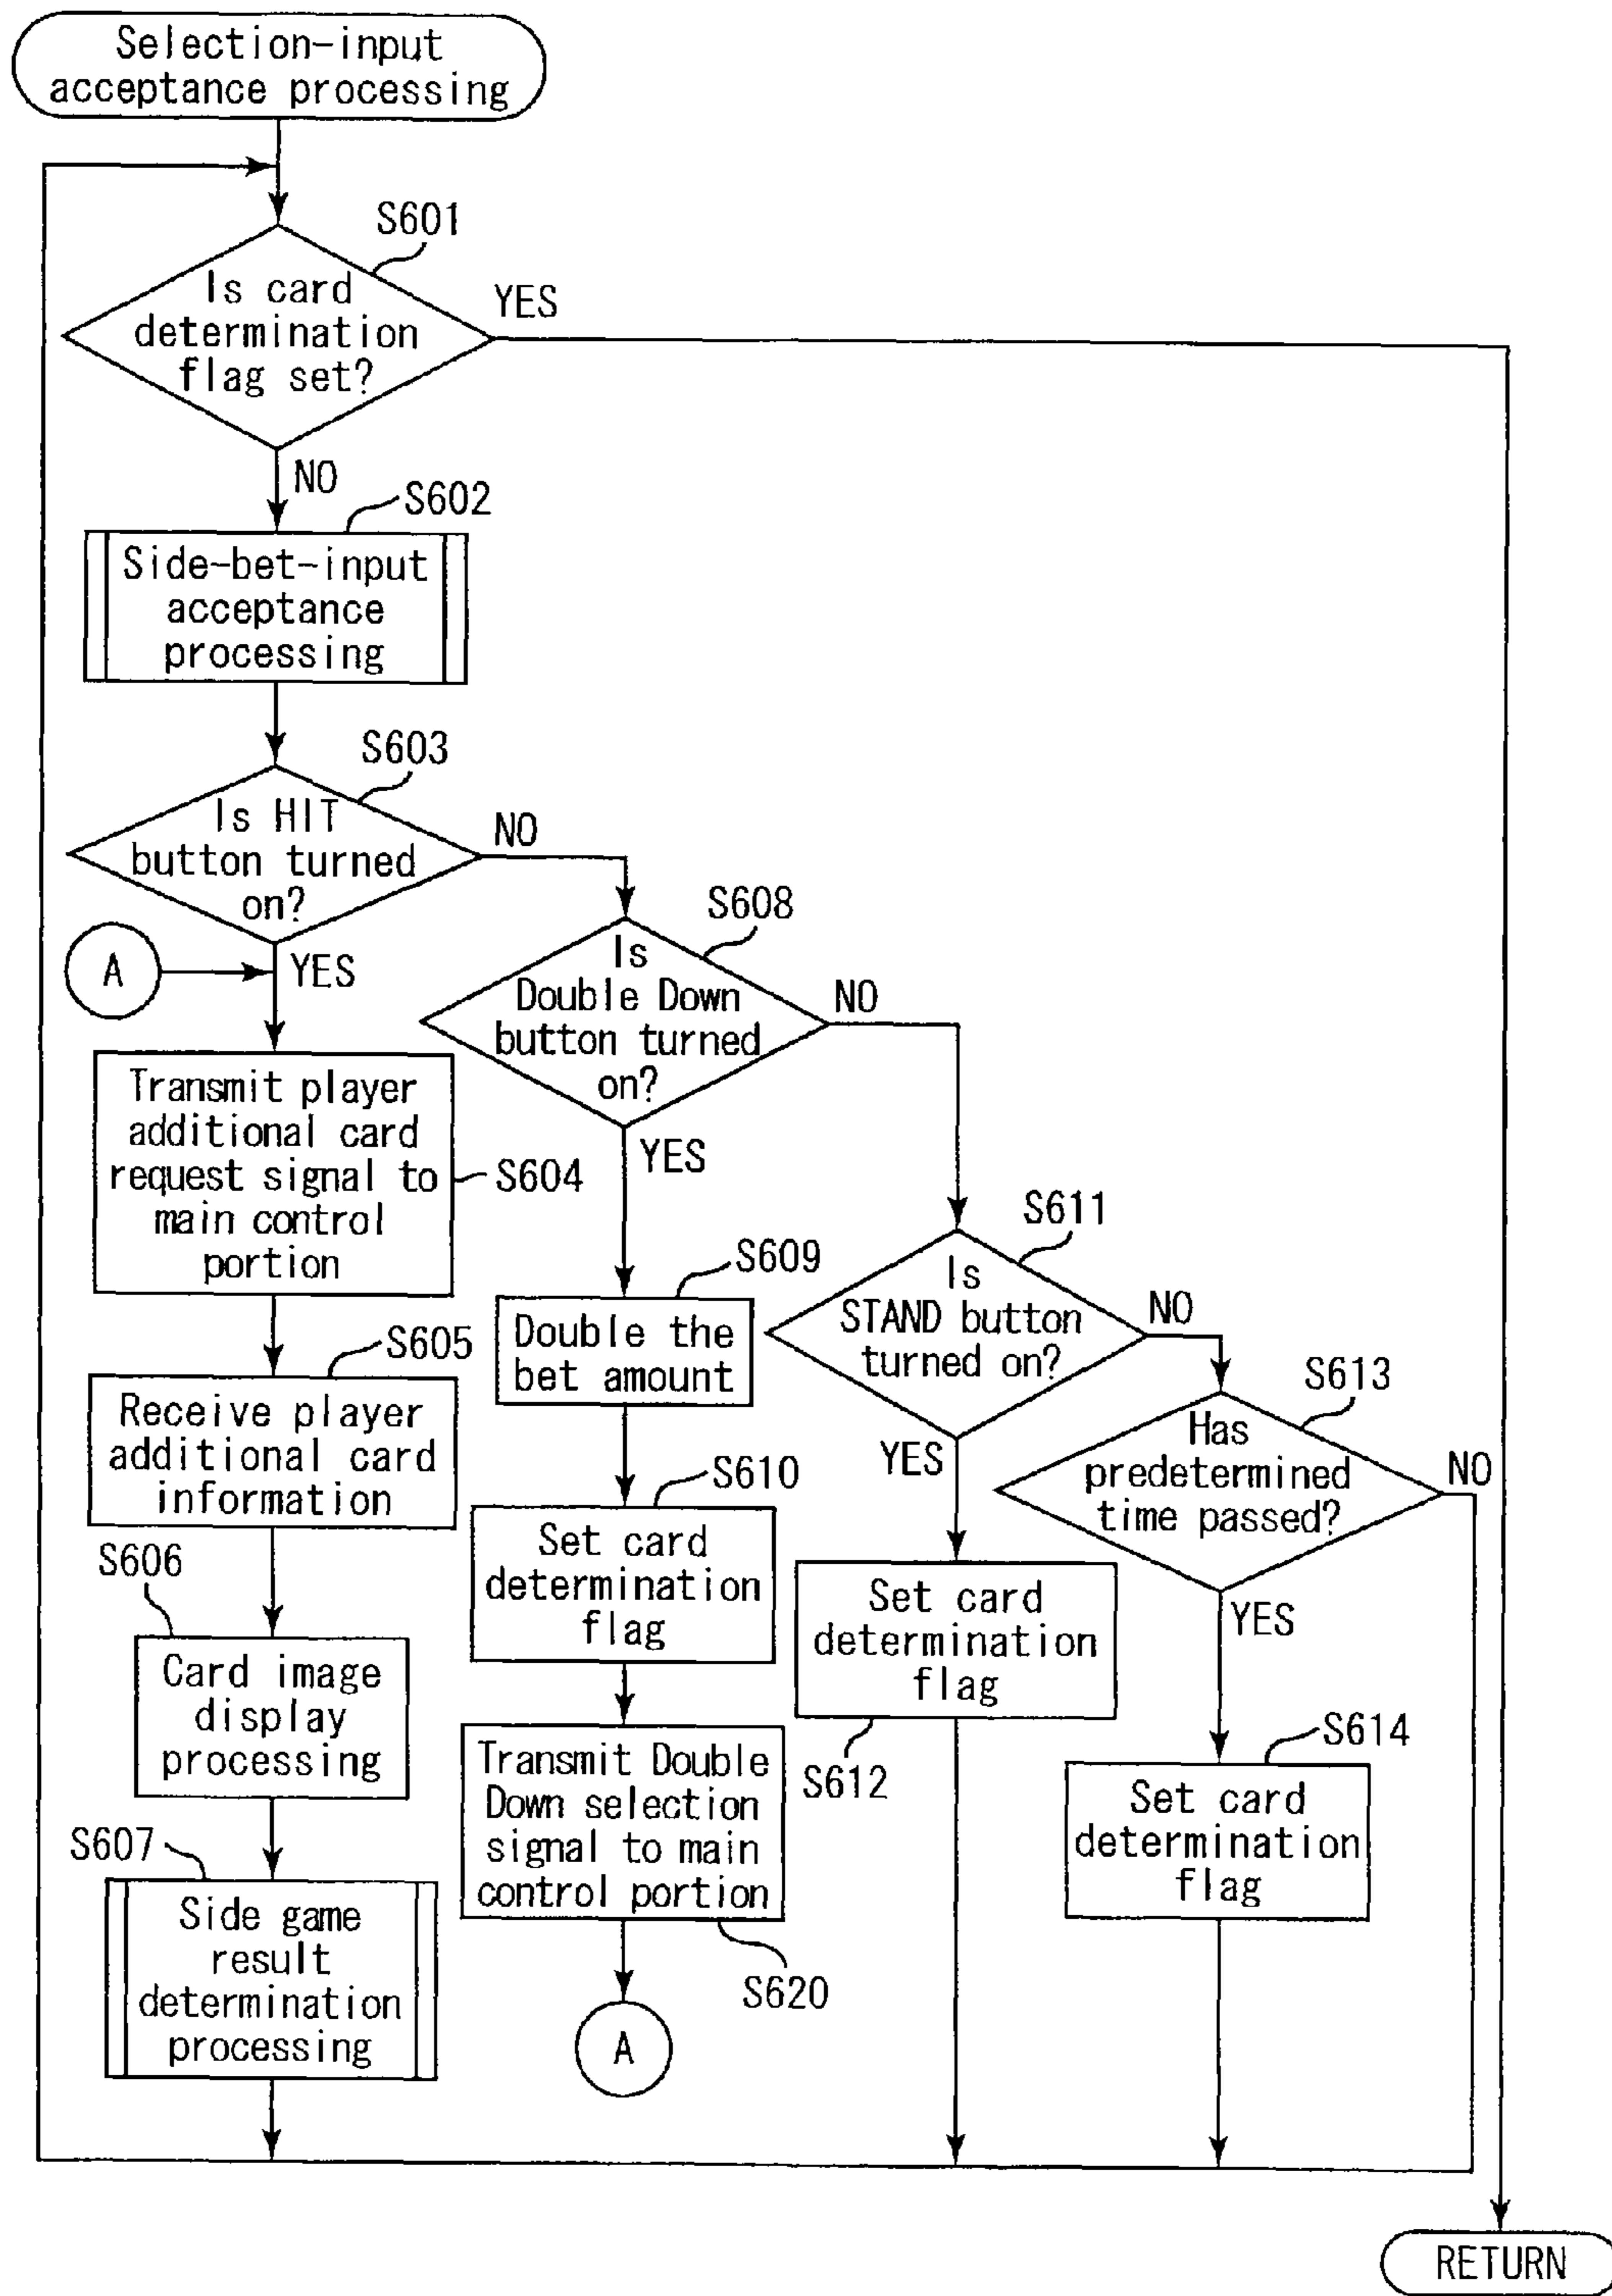 Selection-input
acceptance processing
S601
Is card
determination
flag set?
YES
NO
S602
Side-bet-input
acceptance
processing
S603
Is HIT
button turned
on?
NO
A
YES
S608
Is
Double Down
button turned
on?
NO
YES
Transmit player
additional card
request signal to
main control
portion
S604
S611
Is
STAND button
turned on?
NO
YES
S609
Double the
bet amount
S613
Has
predetermined
time passed?
NO
YES
S605
Receive player
additional card
information
S610
Set card
determination
flag
S606
Card image
display
processing
Set card
determination
flag
S612
S614
Set card
determination
flag
Transmit Double
Down selection
signal to main
control portion
S620
S607
Side game
result
determination
processing
A
RETURN